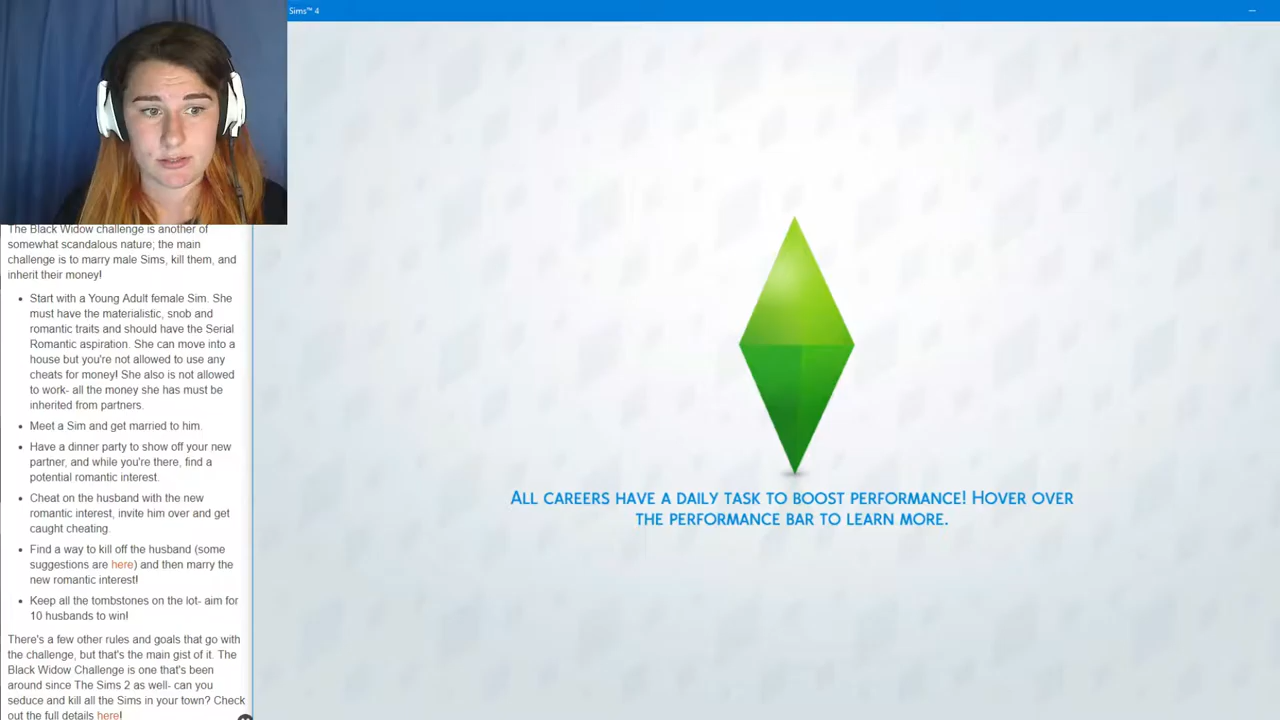 Sims™ 4
The Black Widow challenge is another of
somewhat scandalous nature; the main
challenge is to marry male Sims, kill them, and
inherit their money!
• Start with a Young Adult female Sim. She
must have the materialistic, snob and
romantic traits and should have the Serial
Romantic aspiration. She can move into a
house but you're not allowed to use any
cheats for money! She also is not allowed
to work- all the money she has must be
inherited from partners.
• Meet a Sim and get married to him.
• Have a dinner party to show off your new
partner, and while you're there, find a
potential romantic interest.
• Cheat on the husband with the new
romantic interest, invite him over and get
caught cheating.
• Find a way to kill off the husband (some
suggestions are here) and then marry the
new romantic interest!
• Keep all the tombstones on the lot- aim for
10 husbands to win!
There's a few other rules and goals that go with
the challenge, but that's the main gist of it. The
Black Widow Challenge is one that's been
around since The Sims 2 as well- can you
seduce and kill all the Sims in your town? Check
out the full details here!
ALL CAREERS HAVE A DAILY TASK TO BOOST PERFORMANCE! HOVER OVER
THE PERFORMANCE BAR TO LEARN MORE.